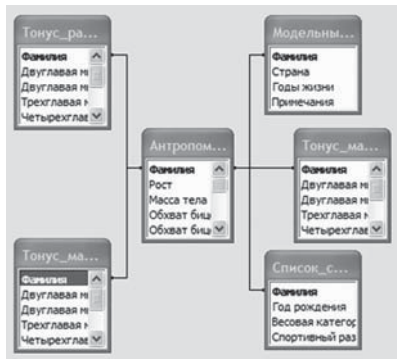 Тонус_ра...
Фамилия
Двуглавая м
Двуглавая м
Трехглавая м
Четырехглав
Модельны...
Фамилия
Страна
Годы жизни
Примечания
Антропом...
Фамилия
Рост
Масса тела
Обхват биц
Обхват биц
Тонус_ма...
Фамилия
Двуглавая м
Двуглавая м
Трехглавая м
Четырехглав
Тонус_ма...
Фамилия
Двуглавая м
Двуглавая м
Трехглавая м
Четырехглав
Список_с...
Фамилия
Год рождения
Весовая категор
Спортивный раз